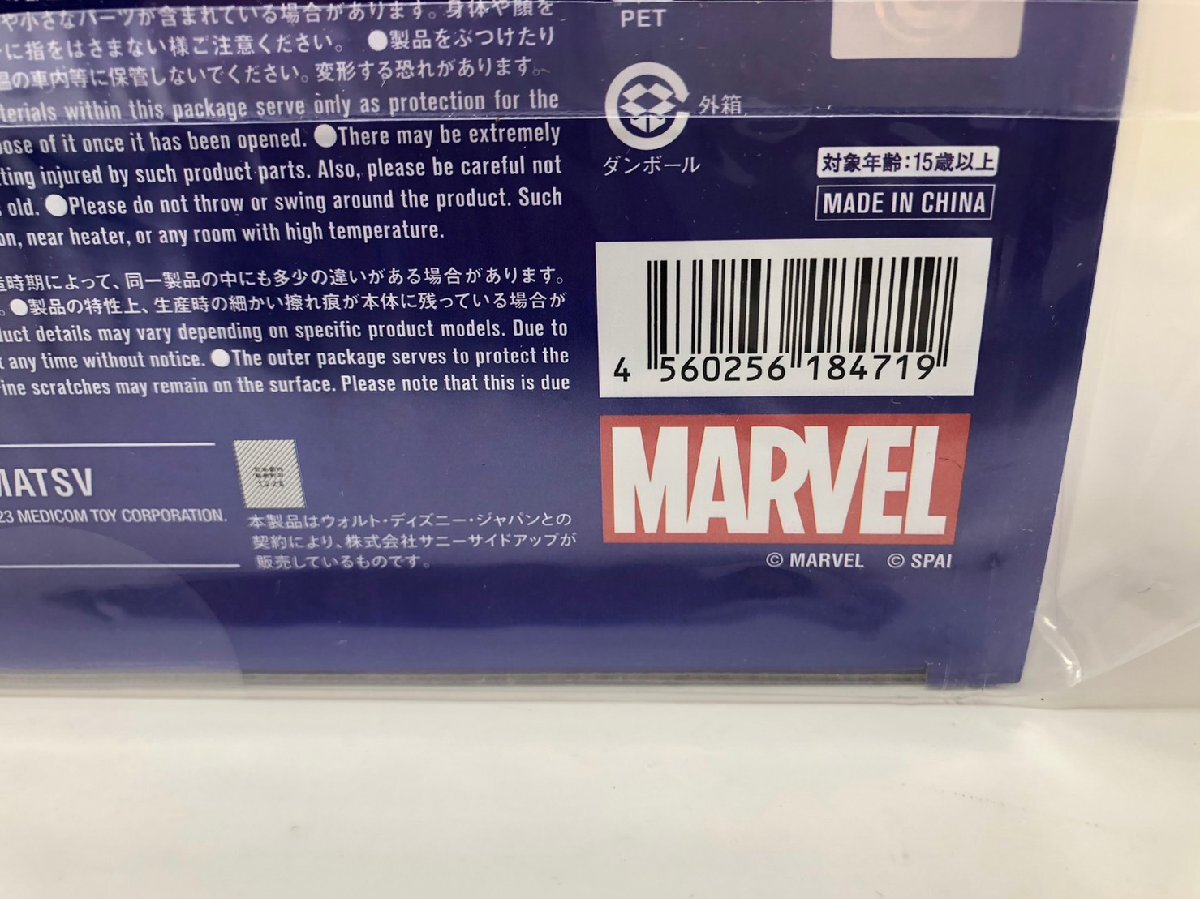 や小さなパーツが含まれている場合があります。身体や顔を
に指をはさまない様ご注意ください。 ●製品をぶつけたり
温の車内等に保管しないでください。変形する恐れがあります。
terials within this package serve only as protection for the
pose of it once it has been opened. ●There may be extremely
tting injured by such product parts. Also, please be careful not
s old. ●Please do not throw or swing around the product. Such
on, near heater, or any room with high temperature.
産時期によって、同一製品の中にも多少の違いがある場合があります。
。●製品の特性上、生産時の細かい擦れ痕が本体に残っている場合が
duct details may vary depending on specific product models. Due to
t any time without notice. ●The outer package serves to protect the
fine scratches may remain on the surface. Please note that this is due
MATSV
23 MEDICOM TOY CORPORATION.
本製品はウォルト・ディズニー・ジャパンとの
契約により、株式会社サニーサイドアップが
販売しているものです。
PET
外箱
ダンボール
対象年齢:15歳以上
MADE IN CHINA
4 560256 184719
MARVEL
© MARVEL © SPAI